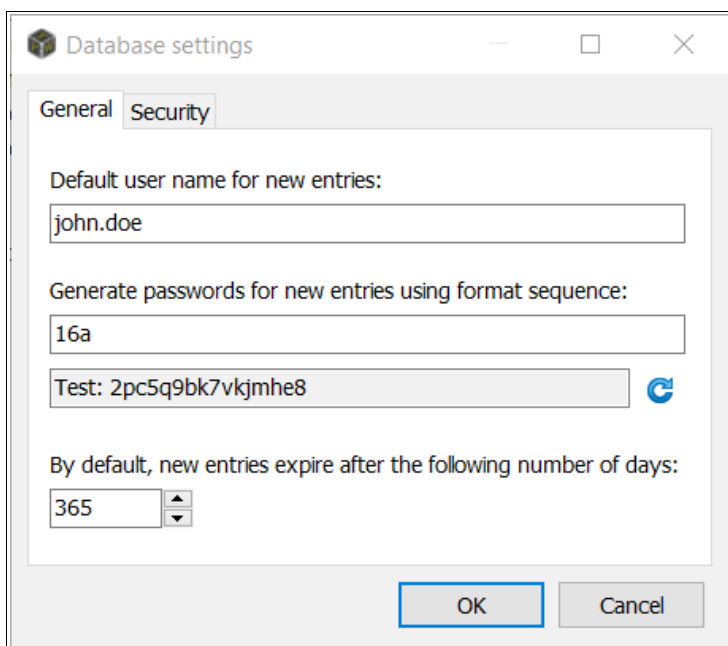 Database settings
General Security
Default user name for new entries:
john.doe
Generate passwords for new entries using format sequence:
16a
Test: 2pc5q9bk7vkjmhe8
By default, new entries expire after the following number of days:
365
OK Cancel